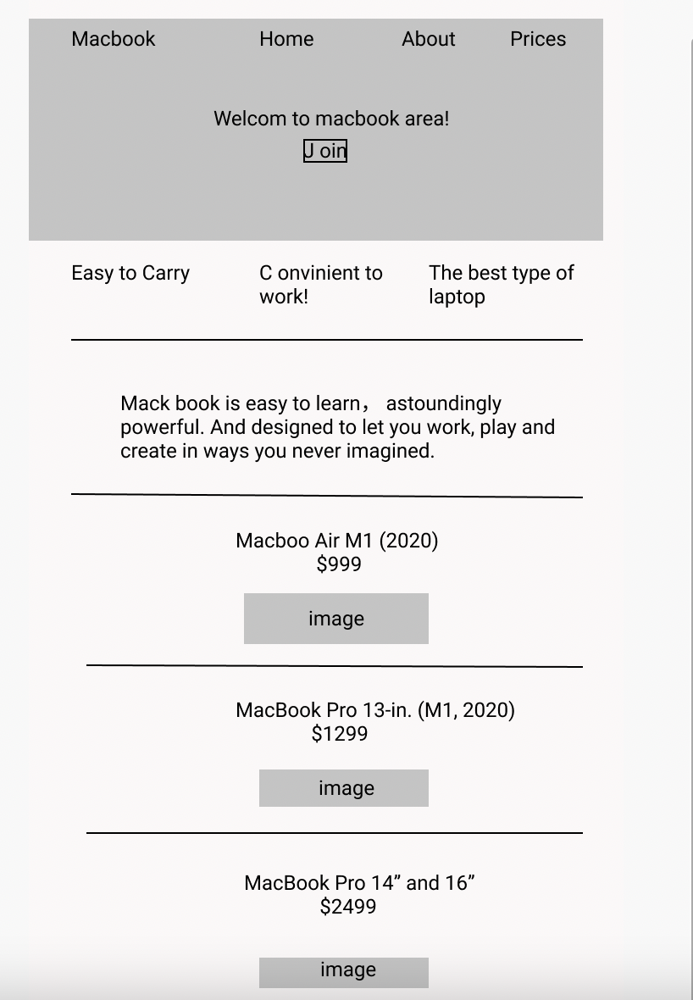 Macbook Home About Prices
Welcom to macbook area!
J oin
Easy to Carry
C onvinient to
work!
The best type of
laptop
Mack book is easy to learn， astoundingly
powerful. And designed to let you work, play and
create in ways you never imagined.
Macboo Air M1 (2020)
$999
image
MacBook Pro 13-in. (M1, 2020)
$1299
image
MacBook Pro 14” and 16”
$2499
image